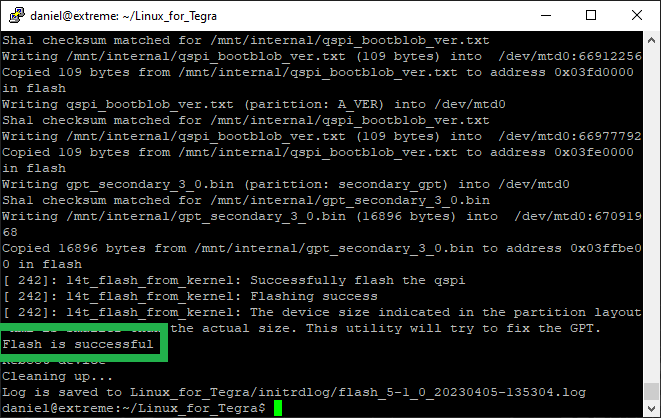 daniel@extreme: ~/Linux_for_Tegra
Sha1 checksum matched for /mnt/internal/qspi_bootblob_ver.txt
Writing /mnt/internal/qspi_bootblob_ver.txt (109 bytes) into  /dev/mtd0:66912256
Copied 109 bytes from /mnt/internal/qspi_bootblob_ver.txt to address 0x03fd0000
in flash
Writing qspi_bootblob_ver.txt (partition: A_VER) into /dev/mtd0
Sha1 checksum matched for /mnt/internal/qspi_bootblob_ver.txt
Writing /mnt/internal/qspi_bootblob_ver.txt (109 bytes) into  /dev/mtd0:66977792
Copied 109 bytes from /mnt/internal/qspi_bootblob_ver.txt to address 0x03fe0000
in flash
Writing gpt_secondary_3_0.bin (partition: secondary_gpt) into /dev/mtd0
Sha1 checksum matched for /mnt/internal/gpt_secondary_3_0.bin
Writing /mnt/internal/gpt_secondary_3_0.bin (16896 bytes) into  /dev/mtd0:670919
68
Copied 16896 bytes from /mnt/internal/gpt_secondary_3_0.bin to address 0x03ffbe0
0 in flash
[ 242]: l4t_flash_from_kernel: Successfully flash the qspi
[ 242]: l4t_flash_from_kernel: Flashing success
[ 242]: l4t_flash_from_kernel: The device size indicated in the partition layout
the actual size. This utility will try to fix the GPT.
Flash is successful
Reboot device
Cleaning up...
Log is saved to Linux_for_Tegra/initrdlog/flash_5-1_0_20230405-135304.log
daniel@extreme:~/Linux_for_Tegra$